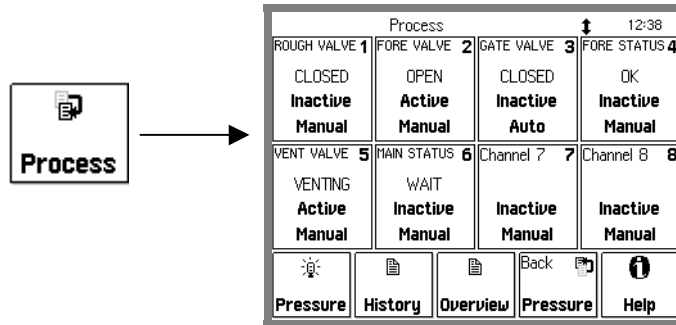 Process
Process 12:38
ROUGH VALVE 1 FORE VALVE 2 GATE VALVE 3 FORE STATUS 4
CLOSED OPEN CLOSED OK
Inactive Active Inactive Inactive
Manual Manual Auto Manual
VENT VALVE 5 MAIN STATUS 6 Channel 7 7 Channel 8 8
VENTING WAIT
Active Inactive Inactive Inactive
Manual Manual Manual Manual
Back
Pressure History Overview Pressure Help